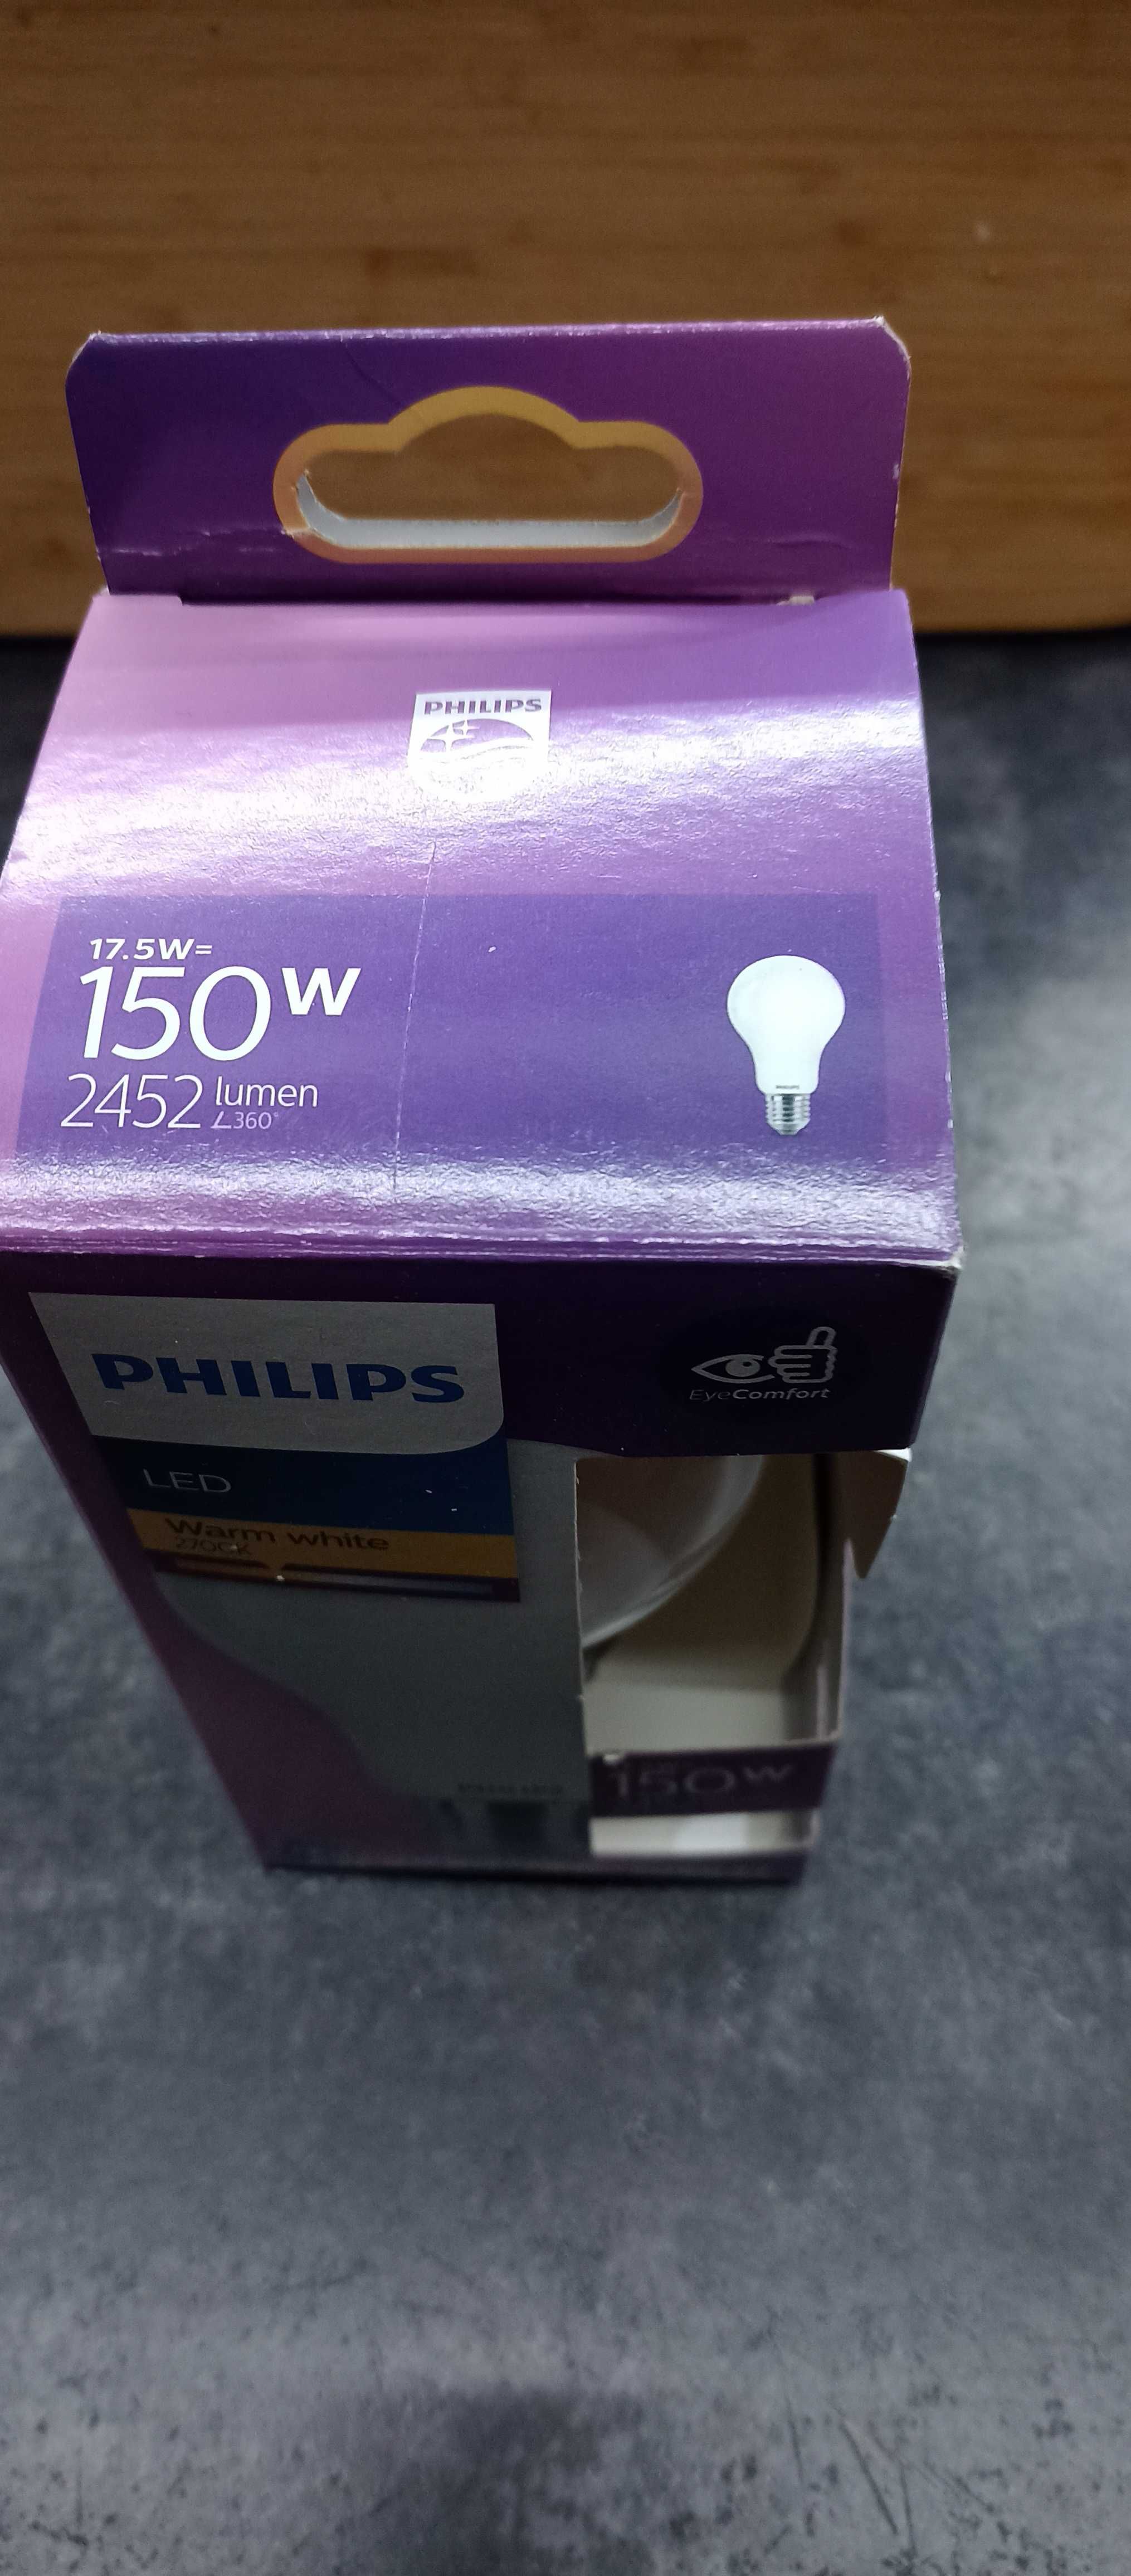 PHILIPS
17.5W=
150W
2452 lumen
∠360°
PHILIPS
EyeComfort
LED
Warm white
2700K
150W